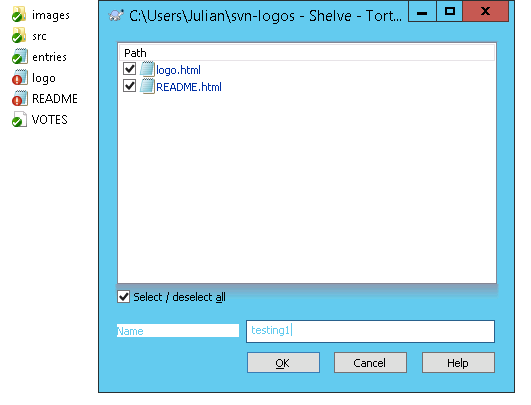 images
src
entries
logo
README
VOTES
C:\Users\Julian\svn-logos - Shelve - Tort...
Path
logo.html
README.html
Select / deselect all
Name
testing1
OK
Cancel
Help